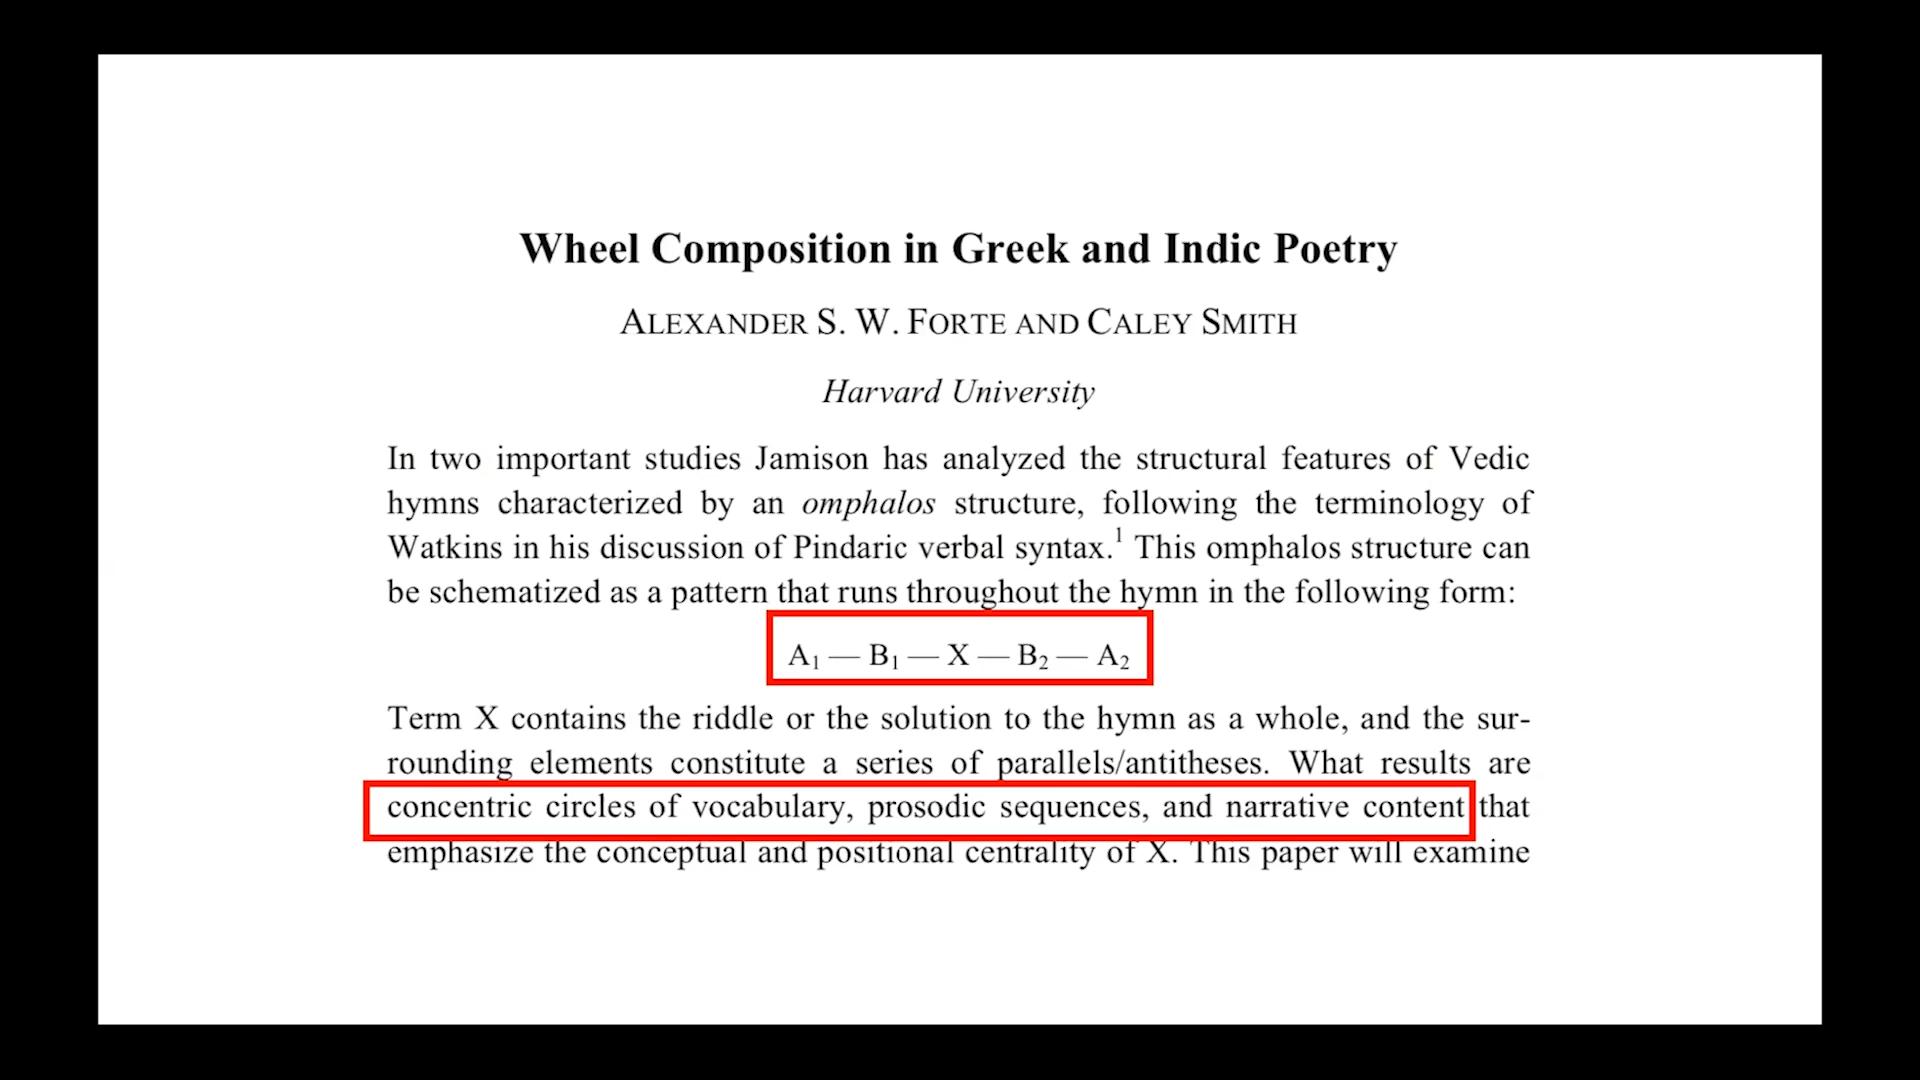 Wheel Composition in Greek and Indic Poetry
ALEXANDER S. W. FORTE AND CALEY SMITH
Harvard University
In two important studies Jamison has analyzed the structural features of Vedic
hymns characterized by an omphalos structure, following the terminology of
Watkins in his discussion of Pindaric verbal syntax.¹ This omphalos structure can
be schematized as a pattern that runs throughout the hymn in the following form:
A₁ — B₁ — X — B₂ — A₂
Term X contains the riddle or the solution to the hymn as a whole, and the sur-
rounding elements constitute a series of parallels/antitheses. What results are
concentric circles of vocabulary, prosodic sequences, and narrative content that
emphasize the conceptual and positional centrality of X. This paper will examine